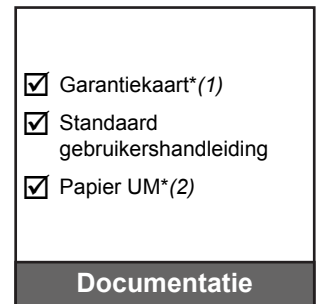 ☑ Garantiekaart*(1)
☑ Standaard
gebruikershandleiding
☑ Papier UM*(2)
Documentatie